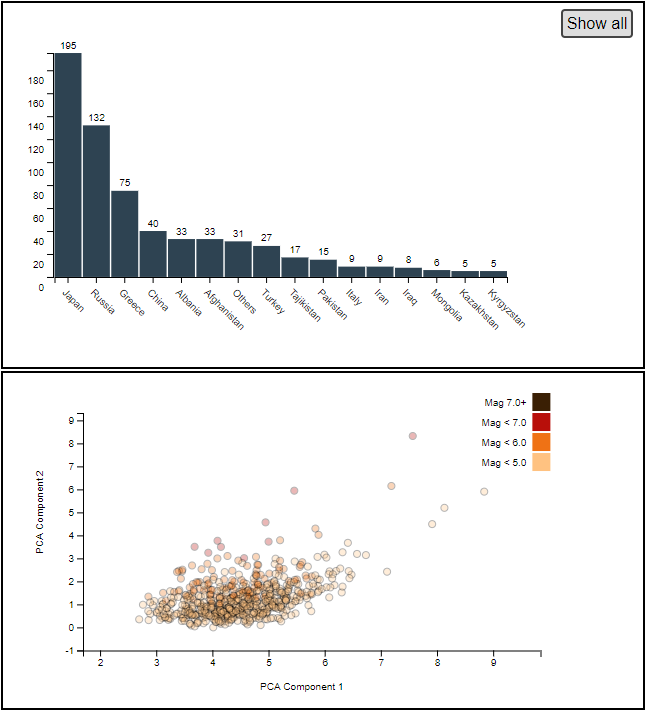 Show all
195
180
160
140
132
120
100
80
75
60
40
40
33
33
31
27
20
17
15
9
9
8
6
5
5
0
Japan
Russia
Greece
China
Albania
Afghanistan
Others
Turkey
Tajikistan
Pakistan
Italy
Iran
Iraq
Mongolia
Kazakhstan
Kyrgyzstan
Mag 7.0+
Mag < 7.0
Mag < 6.0
Mag < 5.0
PCA Component2
9
8
7
6
5
4
3
2
1
0
-1
2 3 4 5 6 7 8 9
PCA Component 1